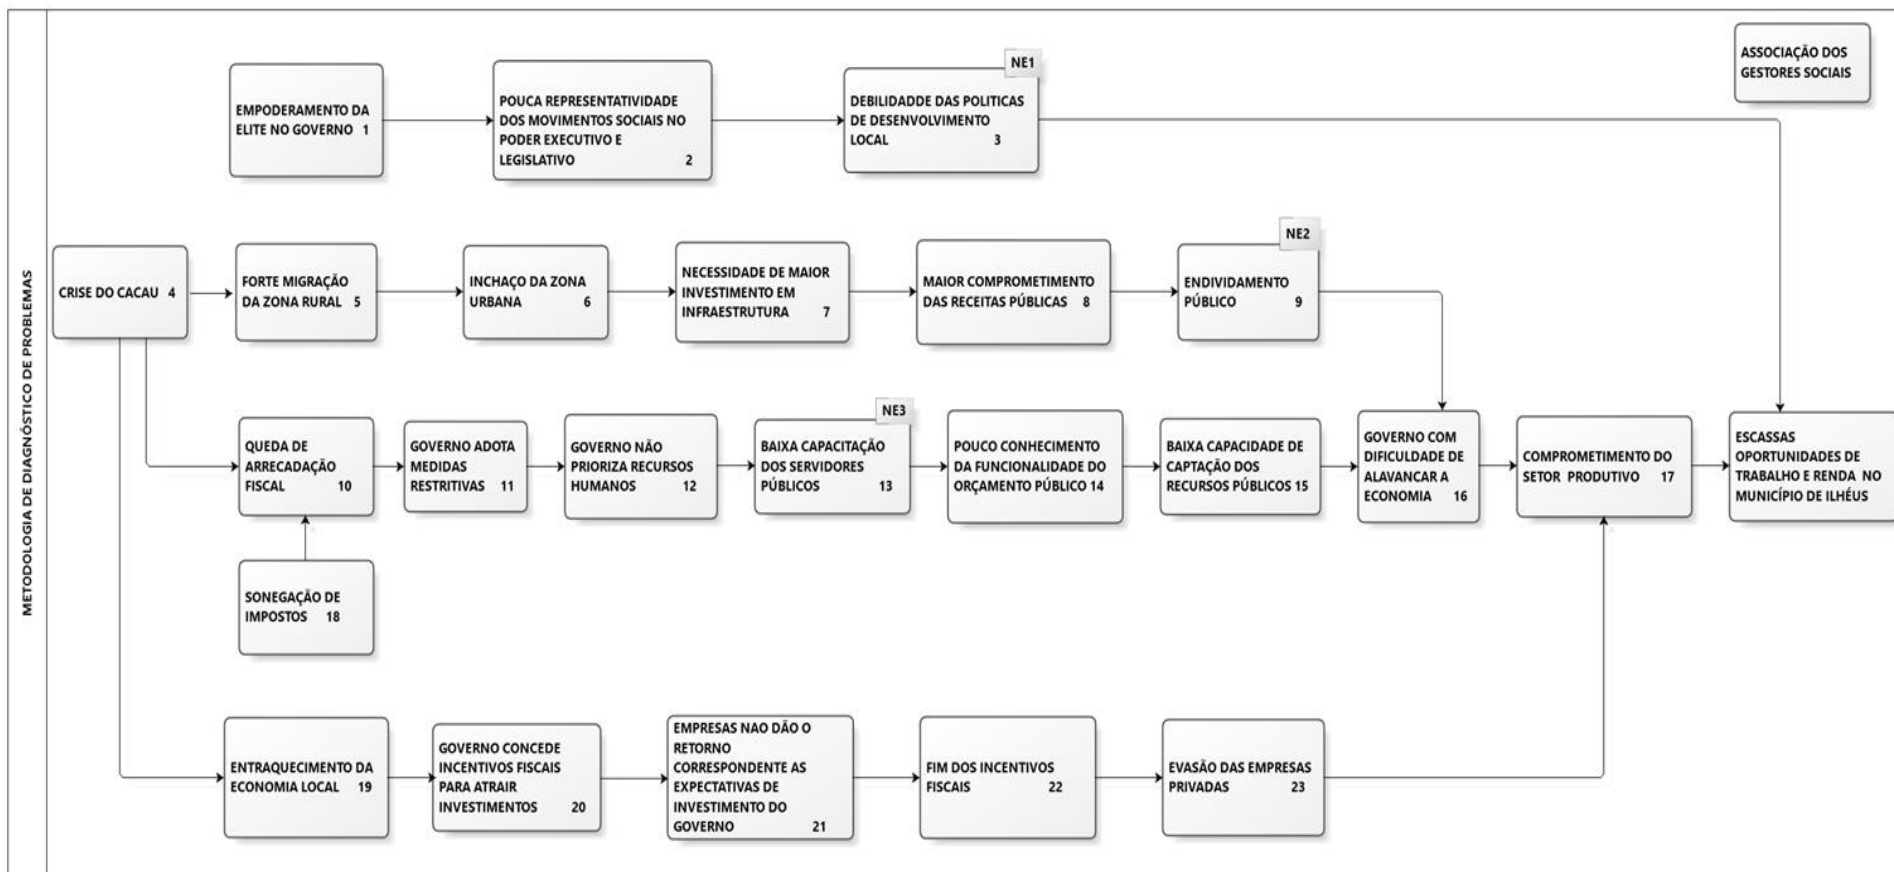 METODOLOGIA DE DIAGNÓSTICO DE PROBLEMAS
ASSOCIAÇÃO DOS
GESTORES SOCIAIS
EMPODERAMENTO DA
ELITE NO GOVERNO 1
POUCA REPRESENTATIVIDADE
DOS MOVIMENTOS SOCIAIS NO
PODER EXECUTIVO E
LEGISLATIVO 2
NE1
DEBILIDADDE DAS POLITICAS
DE DESENVOLVIMENTO
LOCAL 3
CRISE DO CACAU 4
FORTE MIGRAÇÃO
DA ZONA RURAL 5
INCHAÇO DA ZONA
URBANA 6
NECESSIDADE DE MAIOR
INVESTIMENTO EM
INFRAESTRUTURA 7
MAIOR COMPROMETIMENTO
DAS RECEITAS PÚBLICAS 8
NE2
ENDIVIDAMENTO
PÚBLICO 9
QUEDA DE
ARRECADAÇÃO
FISCAL 10
GOVERNO ADOTA
MEDIDAS
RESTRITIVAS 11
GOVERNO NÃO
PRIORIZA RECURSOS
HUMANOS 12
NE3
BAIXA CAPACITAÇÃO
DOS SERVIDORES
PÚBLICOS 13
POUCO CONHECIMENTO
DA FUNCIONALIDADE DO
ORÇAMENTO PÚBLICO 14
BAIXA CAPACIDADE DE
CAPTAÇÃO DOS
RECURSOS PÚBLICOS 15
GOVERNO COM
DIFICULDADE DE
ALAVANCAR A
ECONOMIA 16
COMPROMETIMENTO DO
SETOR PRODUTIVO 17
ESCASSAS
OPORTUNIDADES DE
TRABALHO E RENDA NO
MUNICÍPIO DE ILHÉUS
SONEGAÇÃO DE
IMPOSTOS 18
ENTRAQUECIMENTO DA
ECONOMIA LOCAL 19
GOVERNO CONCEDE
INCENTIVOS FISCAIS
PARA ATRAIR
INVESTIMENTOS 20
EMPRESAS NAO DÃO O
RETORNO
CORRESPONDENTE AS
EXPECTATIVAS DE
INVESTIMENTO DO
GOVERNO 21
FIM DOS INCENTIVOS
FISCAIS 22
EVASÃO DAS EMPRESAS
PRIVADAS 23